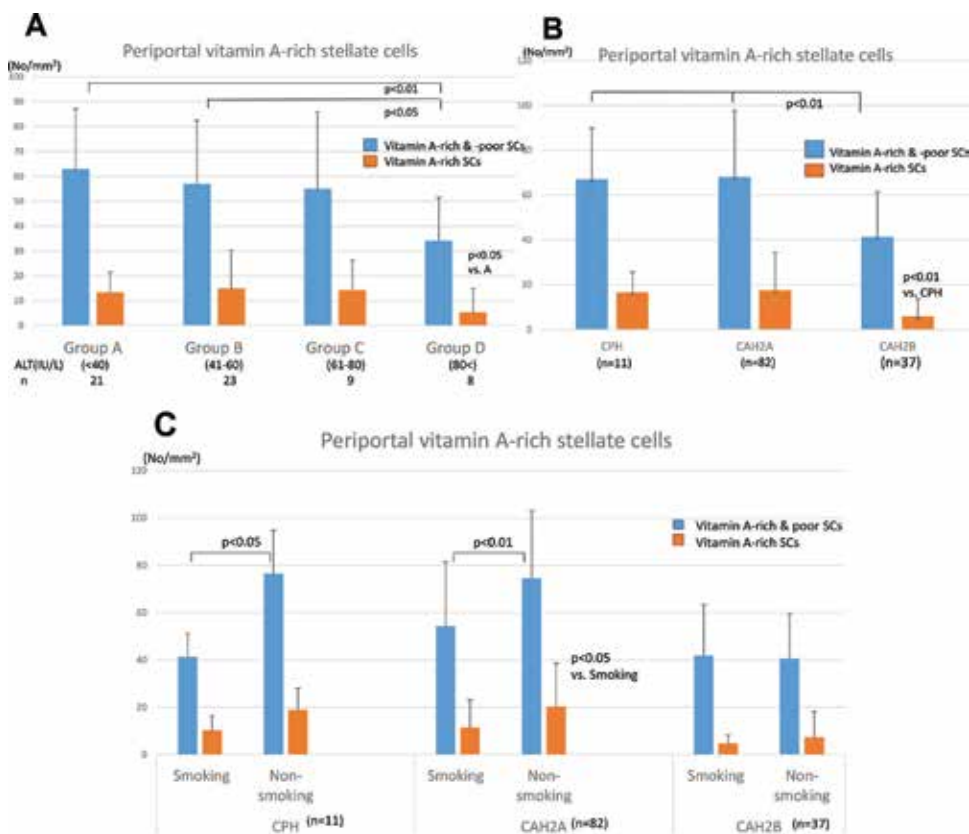 A
Periportal vitamin A-rich stellate cells
(No/mm²)
100
90
80
70
60
50
40
30
20
10
0
p<0.01
p<0.05
Vitamin A-rich & -poor SCs
Vitamin A-rich SCs
p<0.05
vs. A
Group A Group B Group C Group D
ALT(IU/L) (<40) (41-60) (61-80) (80<)
n 21 23 9 8
B
Periportal vitamin A-rich stellate cells
(No/mm²)
120
100
80
60
40
20
0
p<0.01
Vitamin A-rich & -poor SCs
Vitamin A-rich SCs
p<0.01
vs. CPH
CPH CAH2A CAH2B
(n=11) (n=82) (n=37)
C
Periportal vitamin A-rich stellate cells
(No/mm²)
120
100
80
60
40
20
0
p<0.05
p<0.01
Vitamin A-rich & poor SCs
Vitamin A-rich SCs
p<0.05
vs. Smoking
Smoking Non-smoking Smoking Non-smoking Smoking Non-smoking
CPH (n=11) CAH2A (n=82) CAH2B (n=37)